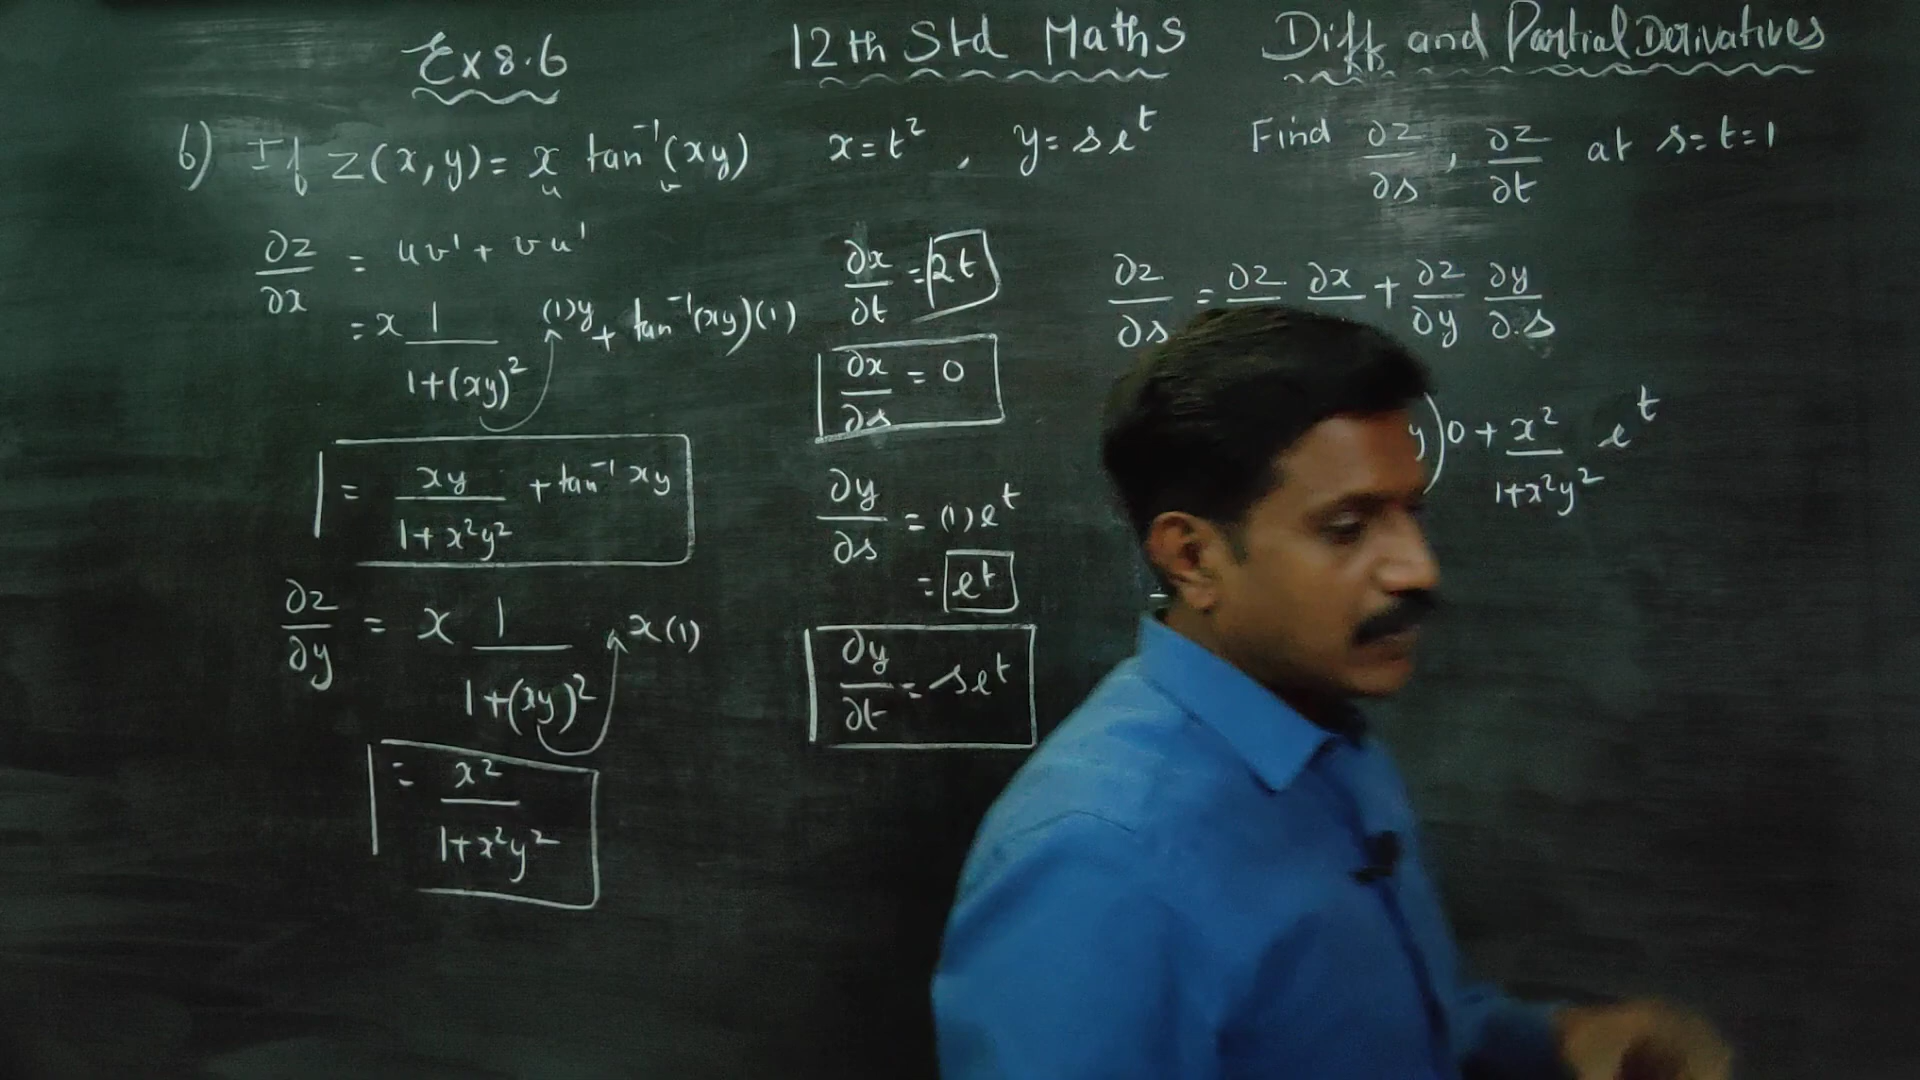 Ex 8.6
12th Std Maths
Diff and Partial Derivatives
6) If z(x,y) = x tan⁻¹(xy) x = t² , y = s e^t Find ∂z/∂s , ∂z/∂t at s = t = 1
u v
∂z/∂x = uv' + vu'
= x 1/(1+(xy)²) (1)y + tan⁻¹(xy)(1)
= xy/(1+x²y²) + tan⁻¹ xy
∂z/∂y = x 1/(1+(xy)²) x(1)
= x²/(1+x²y²)
∂x/∂t = 2t
∂x/∂s = 0
∂y/∂s = (1)e^t
= e^t
∂y/∂t = se^t
∂z/∂s = ∂z ∂x + ∂z/∂y ∂y/∂s
y) 0 + x²/(1+x²y²) e^t
=